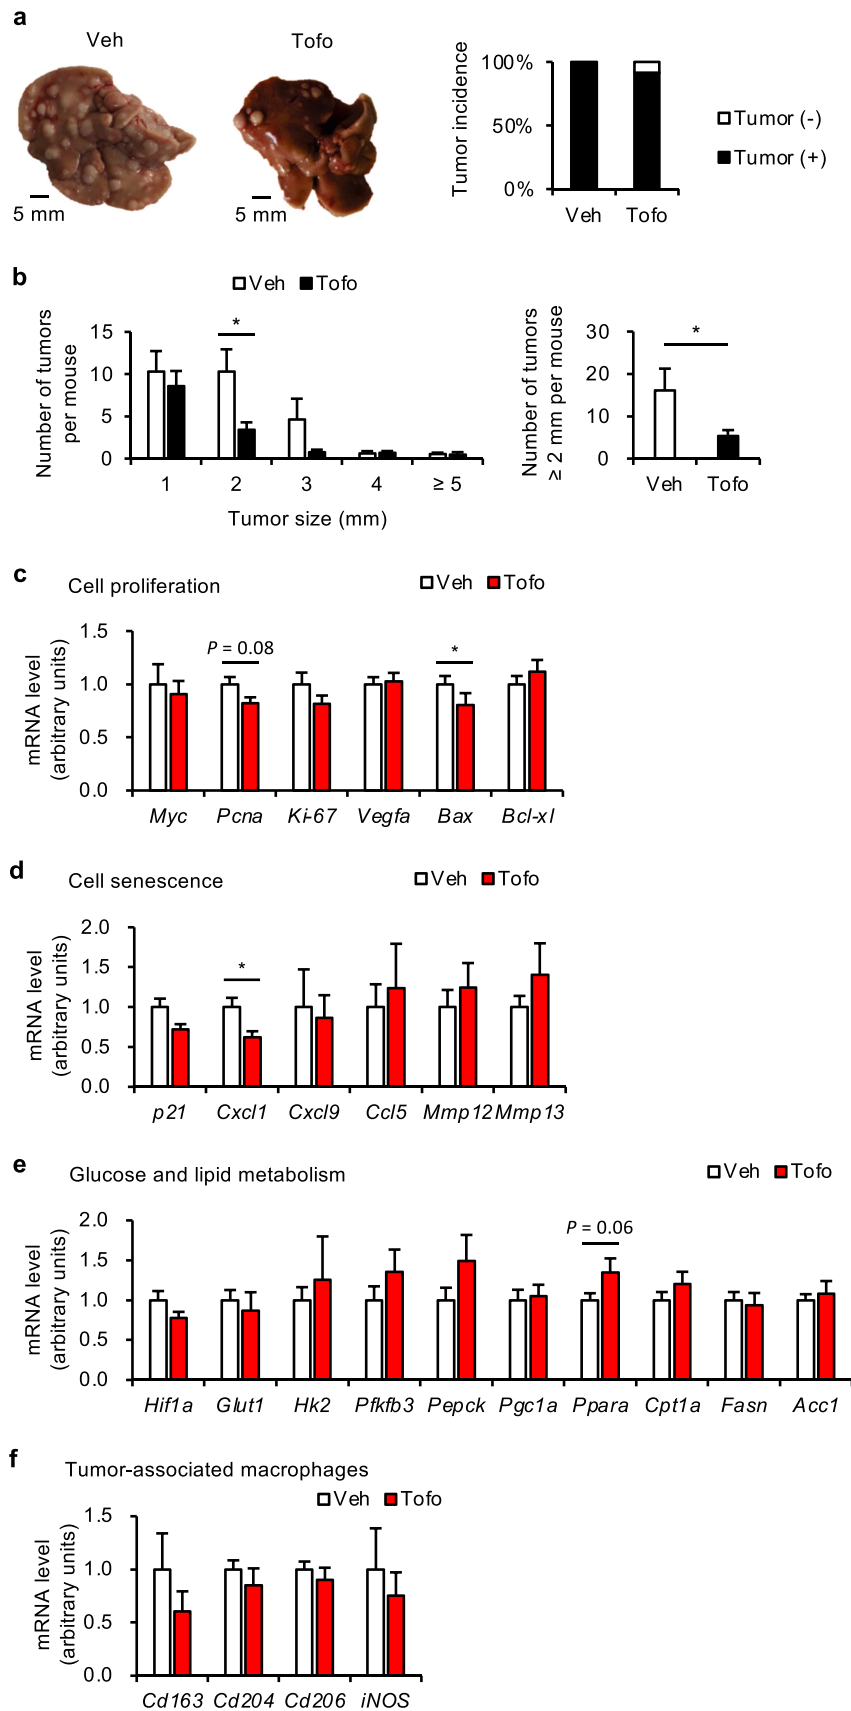 a
Veh
Tofo
5 mm
5 mm
Tumor incidence
100%
50%
0%
Veh
Tofo
Tumor (-)
Tumor (+)
b
Veh
Tofo
Number of tumors
per mouse
15
10
5
0
*
1
2
3
4
≥ 5
Tumor size (mm)
Number of tumors
≥ 2 mm per mouse
30
20
10
0
*
Veh
Tofo
c
Cell proliferation
Veh
Tofo
mRNA level
(arbitrary units)
1.5
1.0
0.5
0.0
P = 0.08
*
Myc
Pcna
Ki-67
Vegfa
Bax
Bcl-xl
d
Cell senescence
Veh
Tofo
mRNA level
(arbitrary units)
2.0
1.5
1.0
0.5
0.0
*
p21
Cxcl1
Cxcl9
Ccl5
Mmp12
Mmp13
e
Glucose and lipid metabolism
Veh
Tofo
mRNA level
(arbitrary units)
2.0
1.5
1.0
0.5
0.0
P = 0.06
Hif1a
Glut1
Hk2
Pfkfb3
Pepck
Pgc1a
Ppara
Cpt1a
Fasn
Acc1
f
Tumor-associated macrophages
Veh
Tofo
mRNA level
(arbitrary units)
1.5
1.0
0.5
0.0
Cd163
Cd204
Cd206
iNOS